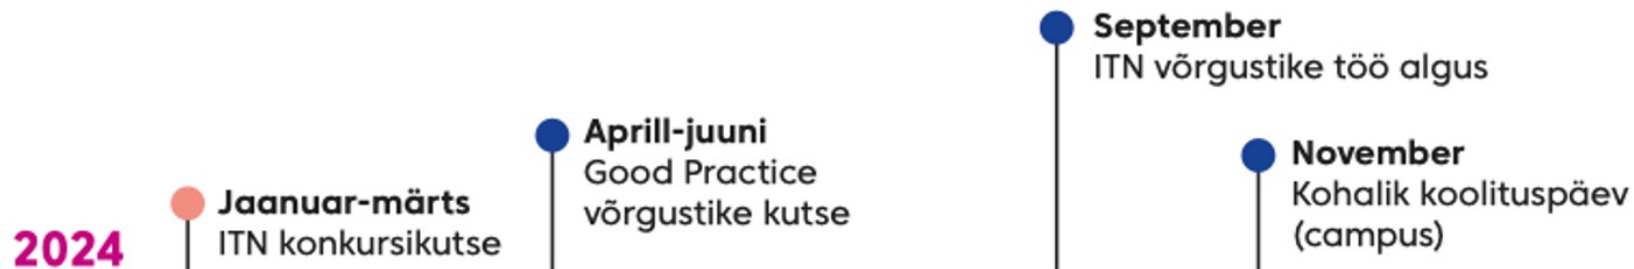 2024
Jaanuar-märts
ITN konkursikutse
Aprill-juuni
Good Practice
võrgustike kutse
September
ITN võrgustike töö algus
November
Kohalik koolituspäev
(campus)